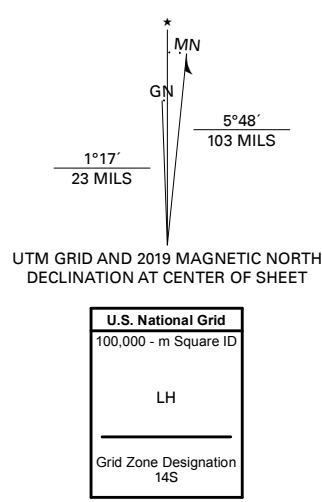 ★
MN
GN
5°48´
103 MILS
1°17´
23 MILS
UTM GRID AND 2019 MAGNETIC NORTH
DECLINATION AT CENTER OF SHEET
U.S. National Grid
100,000 - m Square ID
LH
Grid Zone Designation
14S